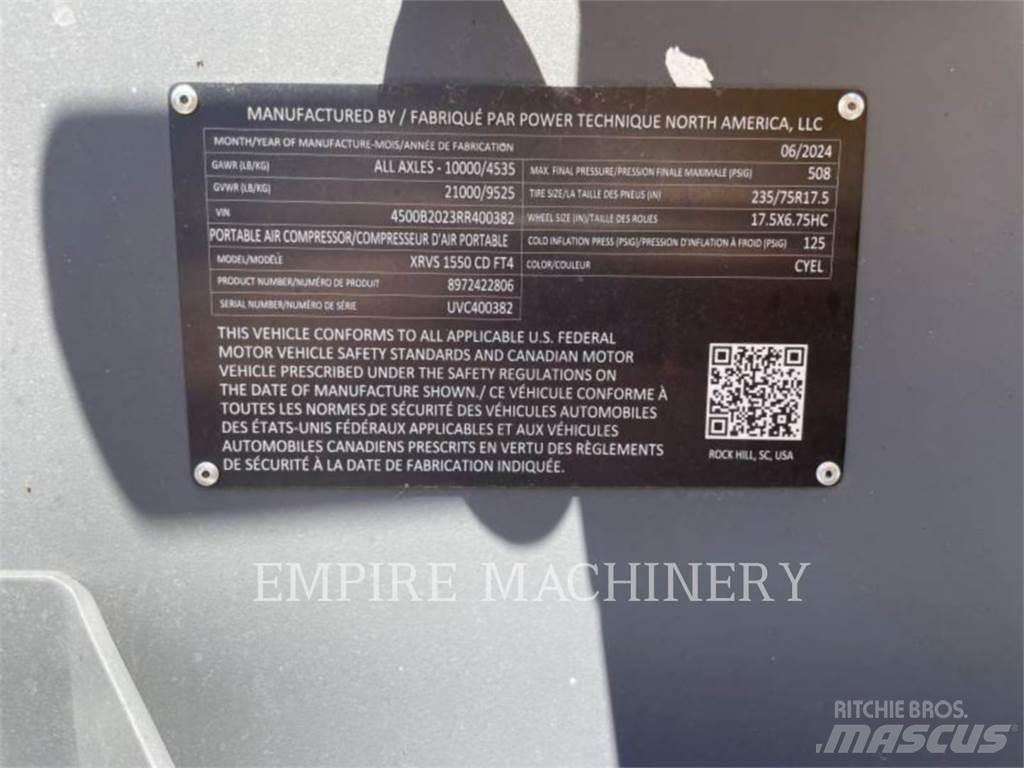 MANUFACTURED BY / FABRIQUÉ PAR POWER TECHNIQUE NORTH AMERICA, LLC
MONTH/YEAR OF MANUFACTURE-MOIS/ANNÉE DE FABRICATION 06/2024
GAWR (LB/KG) ALL AXLES - 10000/4535 MAX. FINAL PRESSURE/PRESSION FINALE MAXIMALE (PSIG) 508
GVWR (LB/KG) 21000/9525 TIRE SIZE/LA TAILLE DES PNEUS (IN) 235/75R17.5
VIN 4500B2023RR400382 WHEEL SIZE (IN)/TAILLE DES ROUES 17.5X6.75HC
PORTABLE AIR COMPRESSOR/COMPRESSEUR D'AIR PORTABLE COLD INFLATION PRESS (PSIG)/PRESSION D'INFLATION À FROID (PSIG) 125
MODEL/MODÈLE XRVS 1550 CD FT4 COLOR/COULEUR CYEL
PRODUCT NUMBER/NUMÉRO DE PRODUIT 8972422806
SERIAL NUMBER/NUMÉRO DE SÉRIE UVC400382
THIS VEHICLE CONFORMS TO ALL APPLICABLE U.S. FEDERAL
MOTOR VEHICLE SAFETY STANDARDS AND CANADIAN MOTOR
VEHICLE PRESCRIBED UNDER THE SAFETY REGULATIONS ON
THE DATE OF MANUFACTURE SHOWN./ CE VÉHICULE CONFORME À
TOUTES LES NORMES DE SÉCURITÉ DES VÉHICULES AUTOMOBILES
DES ÉTATS-UNIS FÉDÉRAUX APPLICABLES ET AUX VÉHICULES
AUTOMOBILES CANADIENS PRESCRITS EN VERTU DES RÈGLEMENTS
DE SÉCURITÉ À LA DATE DE FABRICATION INDIQUÉE.
ROCK HILL, SC, USA
EMPIRE MACHINERY
RITCHIE BROS.
MASCUS